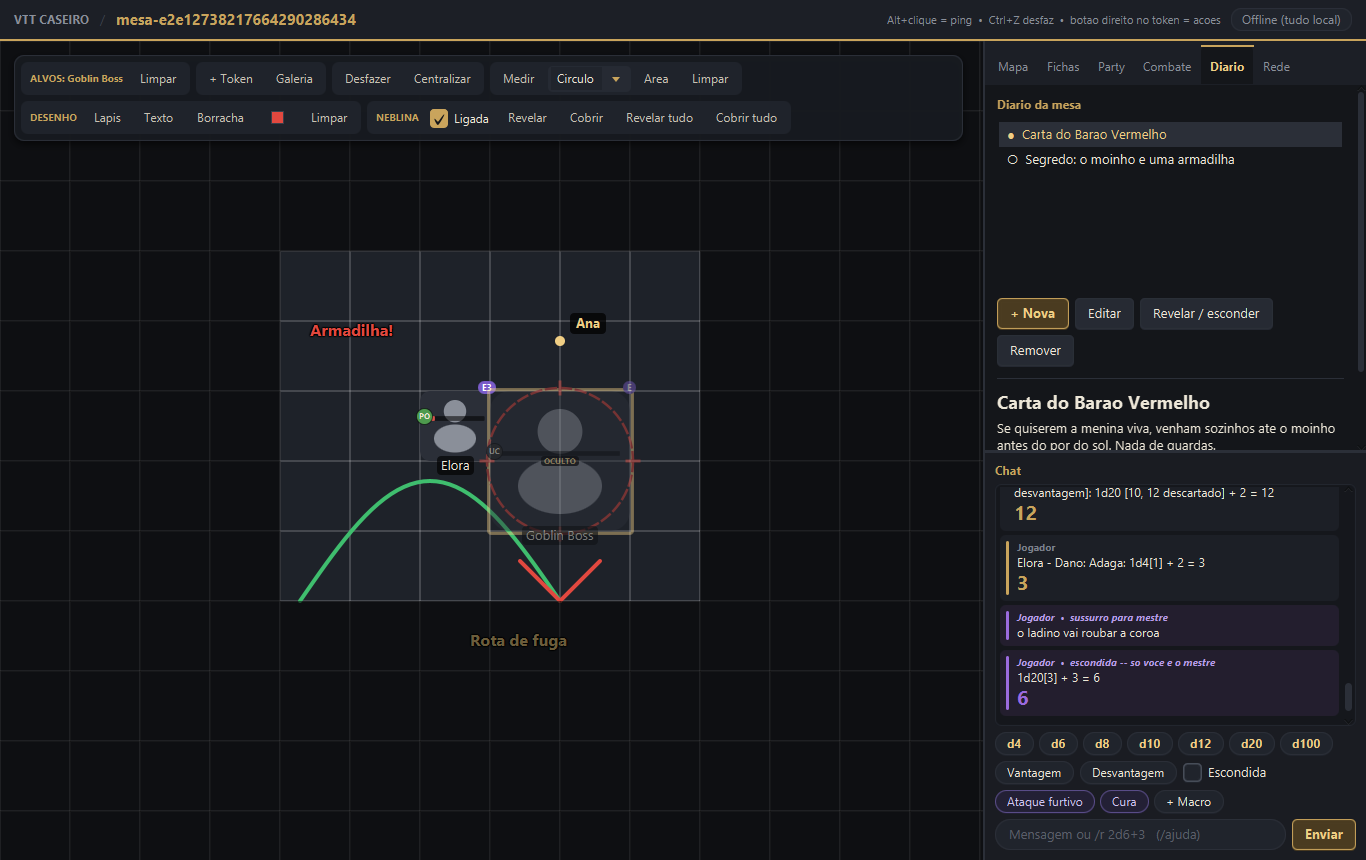 VTT CASEIRO / mesa-e2e12738217664290286434
Alt+clique = ping • Ctrl+Z desfaz • botao direito no token = acoes
Offline (tudo local)
ALVOS: Goblin Boss Limpar + Token Galeria Desfazer Centralizar Medir Circulo Area Limpar
DESENHO Lapis Texto Borracha Limpar NEBLINA Ligada Revelar Cobrir Revelar tudo Cobrir tudo
Armadilha!
Ana
E3
E
PO
UC
OCULTO
Elora
Goblin Boss
Rota de fuga
Mapa Fichas Party Combate Diario Rede
Diario da mesa
Carta do Barao Vermelho
Segredo: o moinho e uma armadilha
+ Nova Editar Revelar / esconder
Remover
Carta do Barao Vermelho
Se quiserem a menina viva, venham sozinhos ate o moinho
antes do por do sol. Nada de guardas.
Chat
desvantagem]: 1d20 [10, 12 descartado] + 2 = 12
12
Jogador
Elora - Dano: Adaga: 1d4[1] + 2 = 3
3
Jogador • sussurro para mestre
o ladino vai roubar a coroa
Jogador • escondida -- so voce e o mestre
1d20[3] + 3 = 6
6
d4 d6 d8 d10 d12 d20 d100
Vantagem Desvantagem Escondida
Ataque furtivo Cura + Macro
Mensagem ou /r 2d6+3 (/ajuda)
Enviar